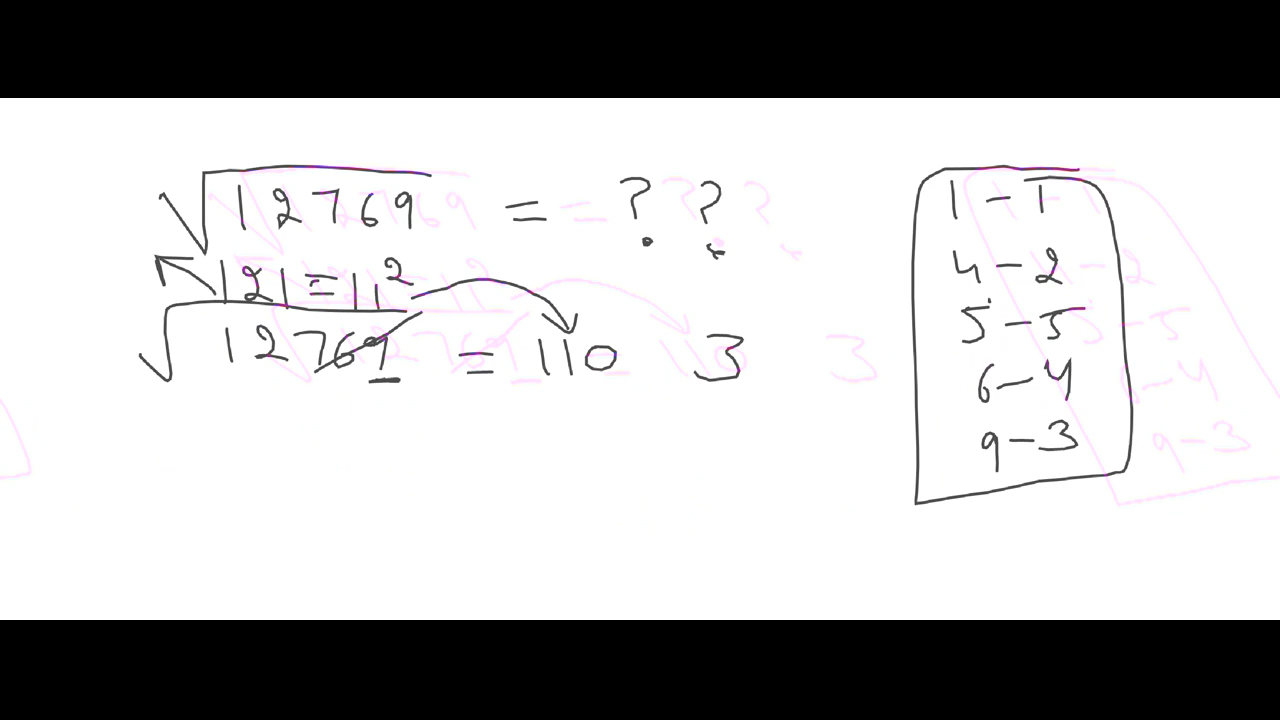 √12769 = ? ?
121 = 11²
√12769 = 110 3
1 - 1
4 - 2
5 - 5
6 - 4
9 - 3